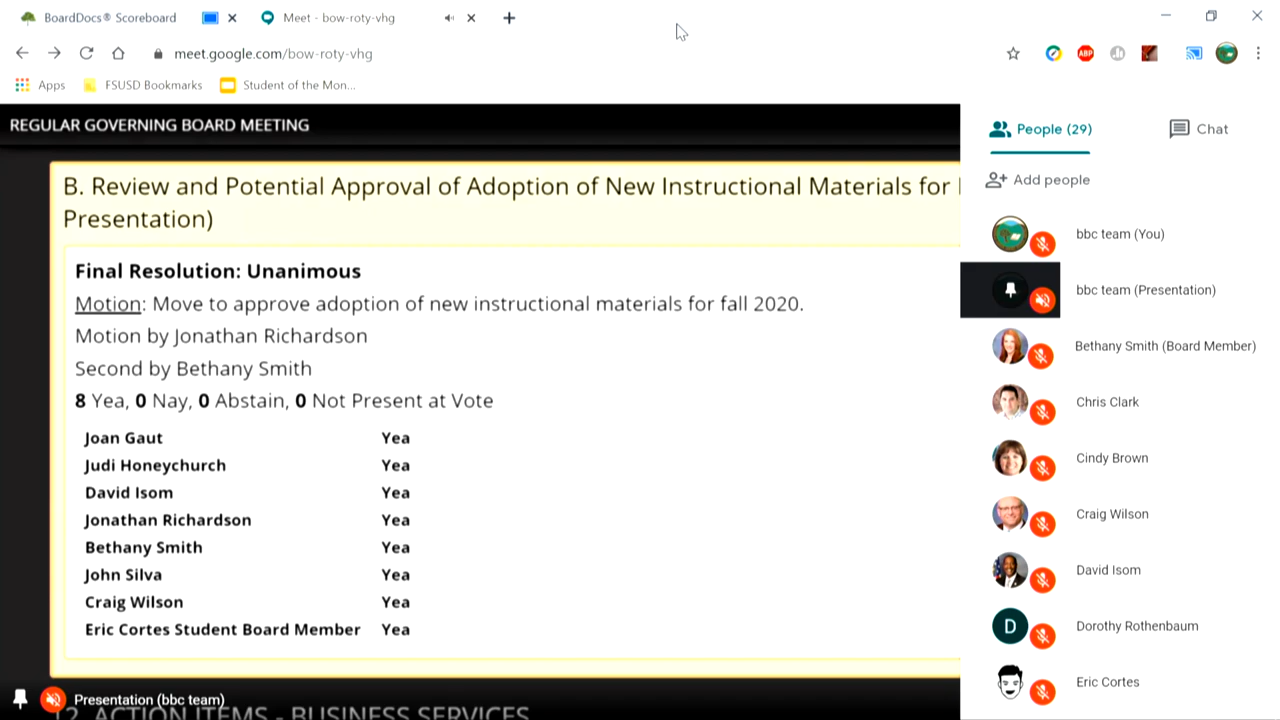 BoardDocs® Scoreboard
Meet - bow-roty-vhg
meet.google.com/bow-roty-vhg
ABP
Apps
FSUSD Bookmarks
Student of the Mon...
REGULAR GOVERNING BOARD MEETING
B. Review and Potential Approval of Adoption of New Instructional Materials for
Presentation)
Final Resolution: Unanimous
Motion: Move to approve adoption of new instructional materials for fall 2020.
Motion by Jonathan Richardson
Second by Bethany Smith
8 Yea, 0 Nay, 0 Abstain, 0 Not Present at Vote
Joan Gaut Yea
Judi Honeychurch Yea
David Isom Yea
Jonathan Richardson Yea
Bethany Smith Yea
John Silva Yea
Craig Wilson Yea
Eric Cortes Student Board Member Yea
Presentation (bbc team)
12. ACTION ITEMS - BUSINESS SERVICES
People (29)
Chat
Add people
bbc team (You)
bbc team (Presentation)
Bethany Smith (Board Member)
Chris Clark
Cindy Brown
Craig Wilson
David Isom
D
Dorothy Rothenbaum
Eric Cortes